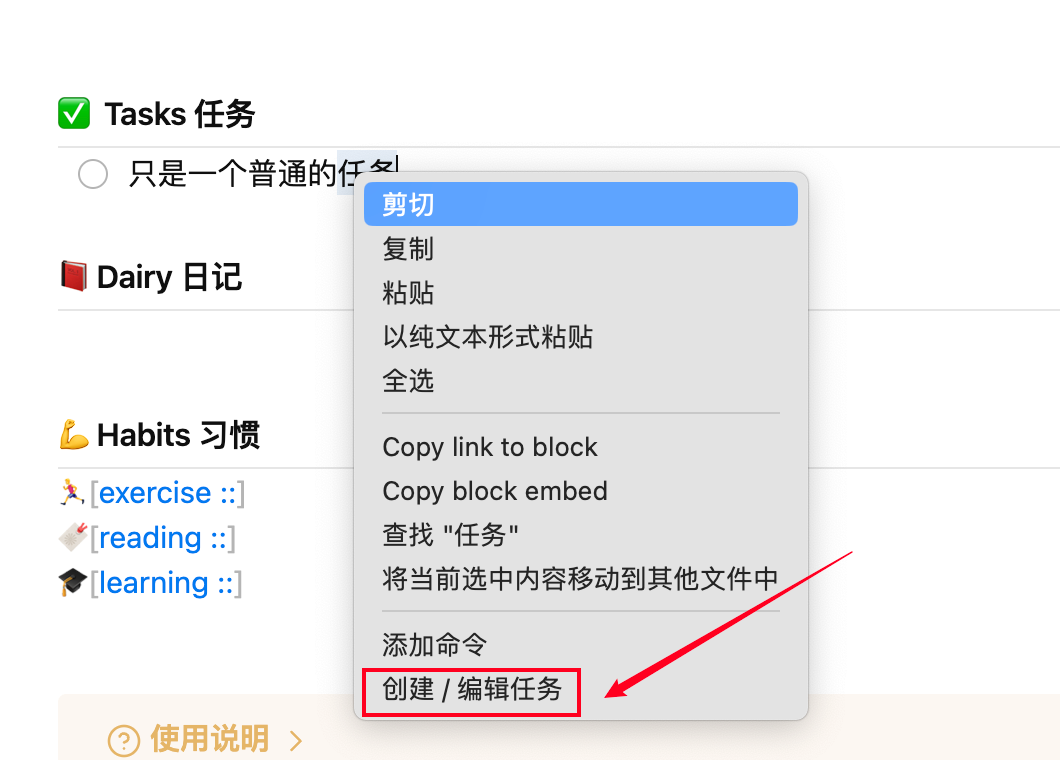 ✅ Tasks 任务
只是一个普通的任务
剪切
复制
📕 Dairy 日记
粘贴
以纯文本形式粘贴
全选
💪 Habits 习惯
Copy link to block
🏃[exercise ::]
Copy block embed
[reading ::]
查找 "任务"
🎓[learning ::]
将当前选中内容移动到其他文件中
添加命令
创建 / 编辑任务
使用说明